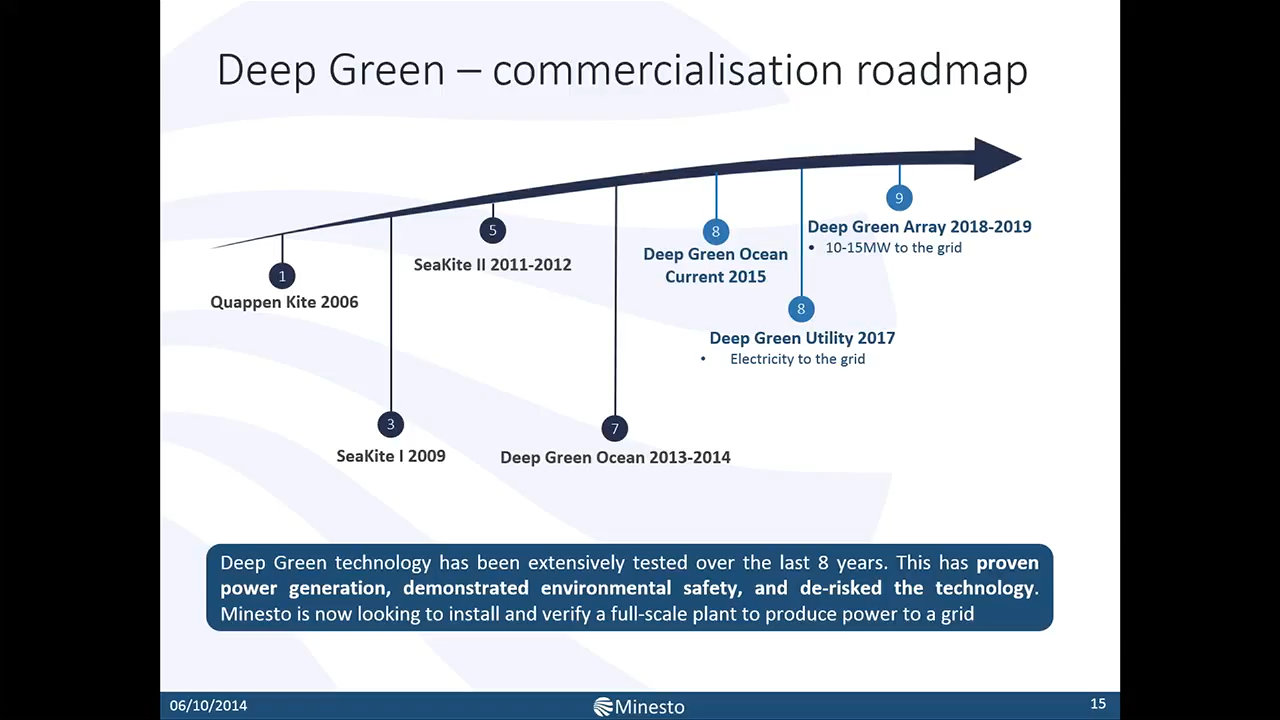 Deep Green – commercialisation roadmap
1
Quappen Kite 2006
3
SeaKite I 2009
5
SeaKite II 2011-2012
7
Deep Green Ocean 2013-2014
8
Deep Green Ocean
Current 2015
8
Deep Green Utility 2017
• Electricity to the grid
9
Deep Green Array 2018-2019
• 10-15MW to the grid
Deep Green technology has been extensively tested over the last 8 years. This has proven
power generation, demonstrated environmental safety, and de-risked the technology.
Minesto is now looking to install and verify a full-scale plant to produce power to a grid
06/10/2014
Minesto
15